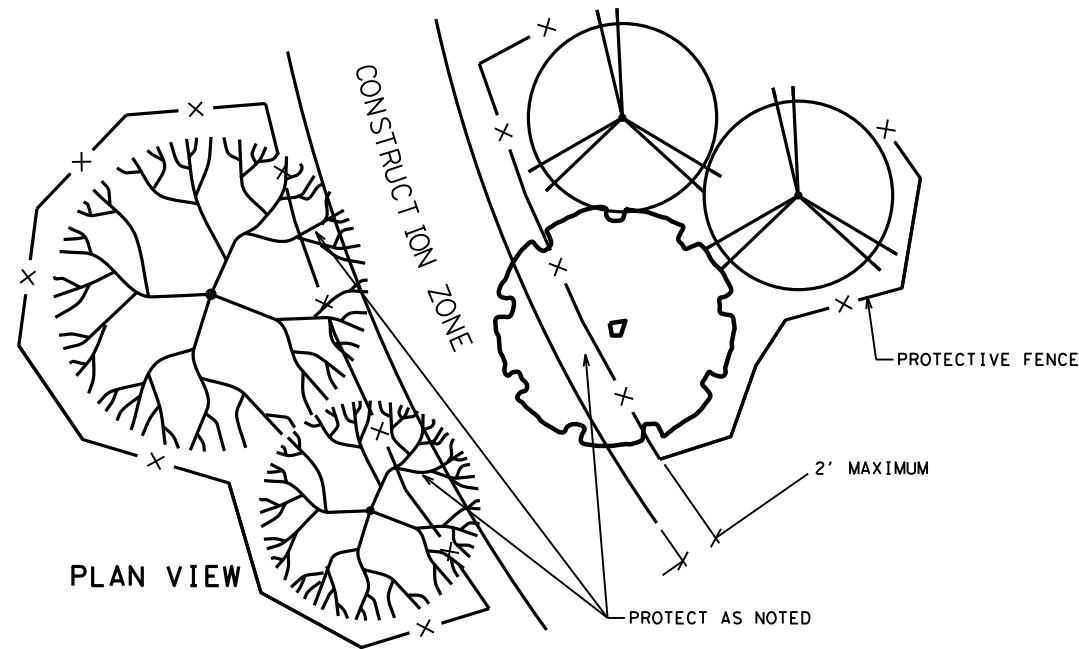 CONSTRUCTION ZONE
PROTECTIVE FENCE
2' MAXIMUM
PLAN VIEW
PROTECT AS NOTED